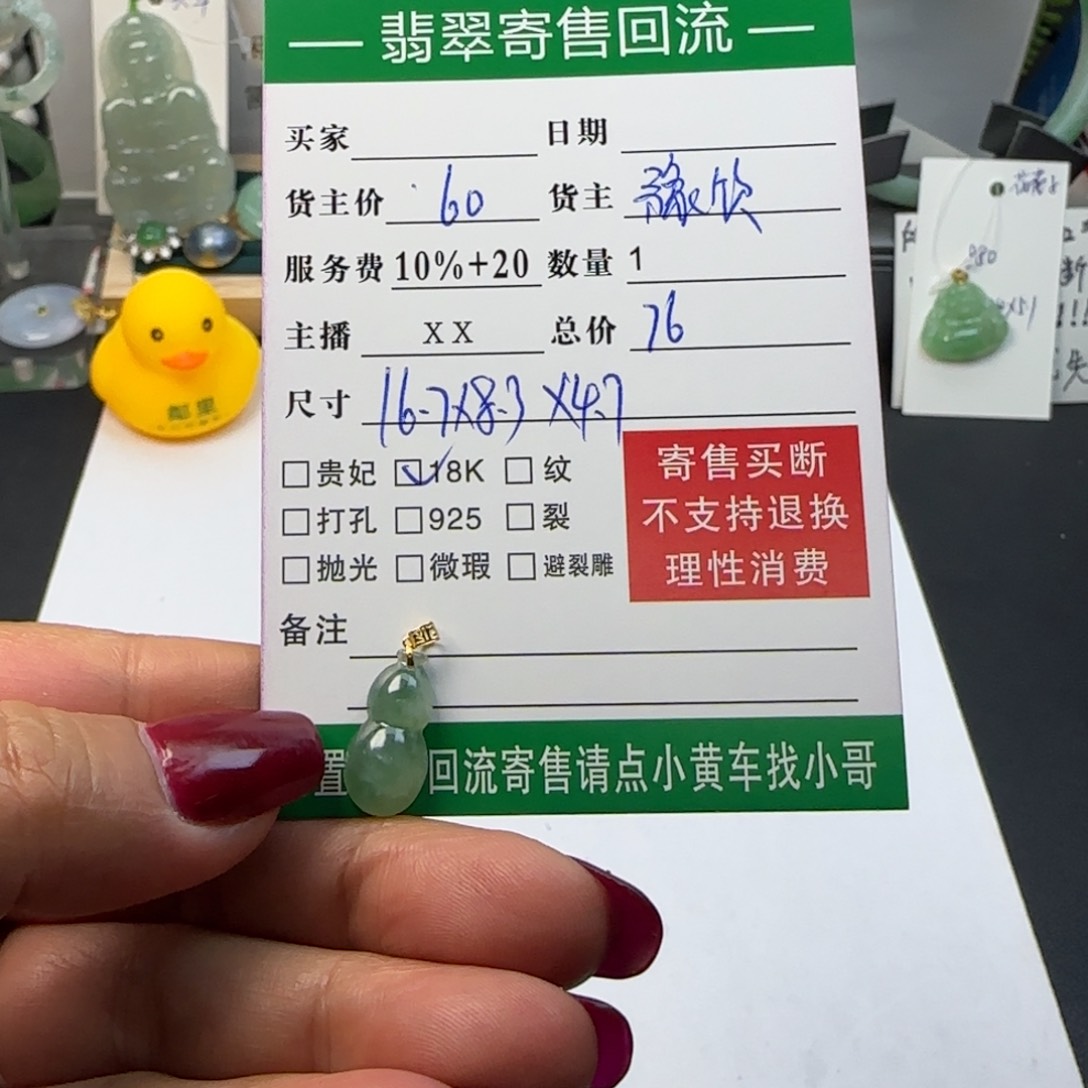 翡翠寄售回流
买家 日期
货主价 60 货主
服务费 10%+20 数量 1
主播 XX 总价 76
尺寸 16.7X8.3X4.7
贵妃 18K 纹
打孔 925 裂
抛光 微瑕 避裂雕
寄售买断
不支持退换
理性消费
备注
置 回流寄售请点小黄车找小哥
980